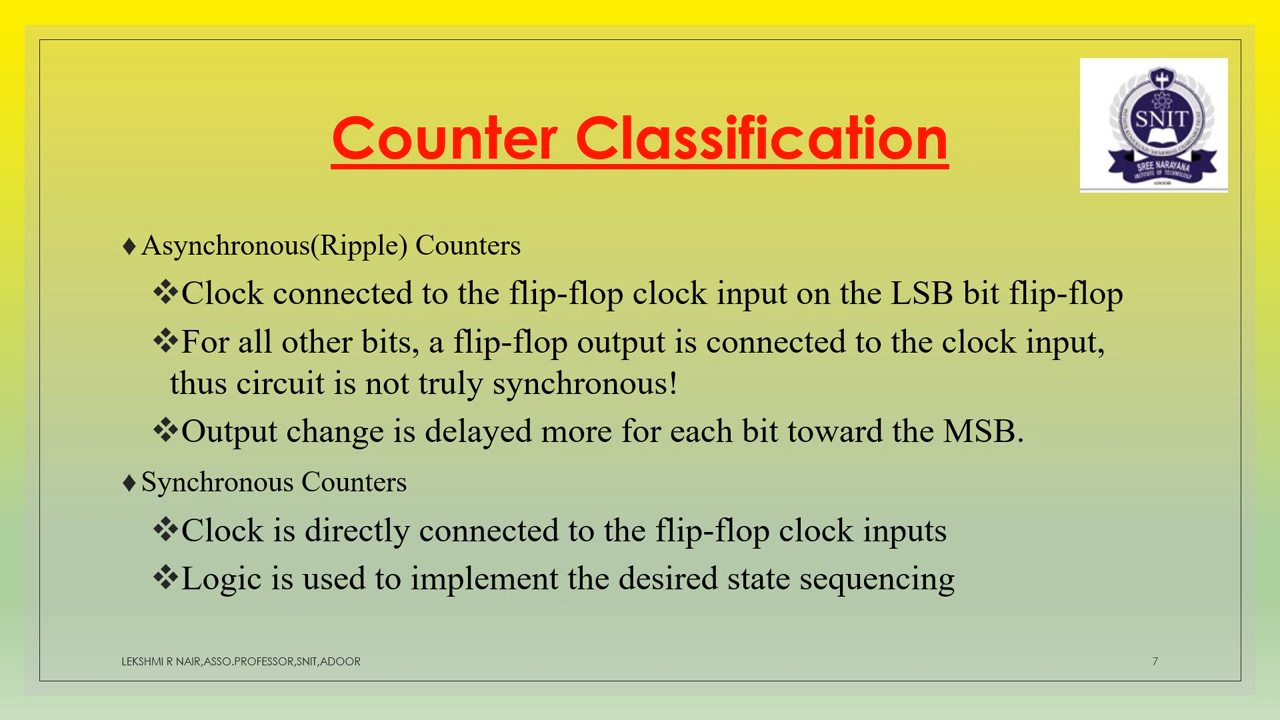 Counter Classification
SNIT
SREE NARAYANA
INSTITUTE OF TECHNOLOGY
ADOOR
♦Asynchronous(Ripple) Counters
❖Clock connected to the flip-flop clock input on the LSB bit flip-flop
❖For all other bits, a flip-flop output is connected to the clock input,
thus circuit is not truly synchronous!
❖Output change is delayed more for each bit toward the MSB.
♦Synchronous Counters
❖Clock is directly connected to the flip-flop clock inputs
❖Logic is used to implement the desired state sequencing
LEKSHMI R NAIR,ASSO.PROFESSOR,SNIT,ADOOR
7